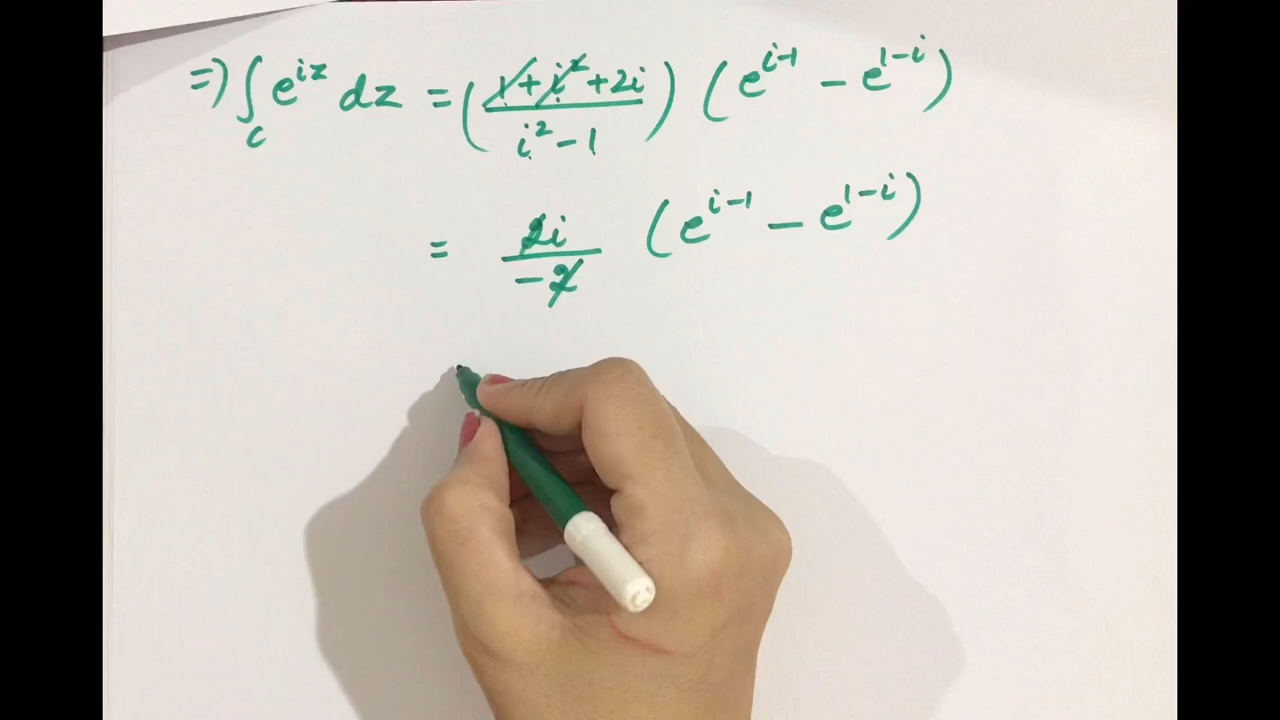 ⇒) ∫_C e^{iz} dz = ((1 + i² + 2i)/(i² − 1)) (e^{i−1} − e^{1−i})
= 2i/−2 (e^{i−1} − e^{1−i})